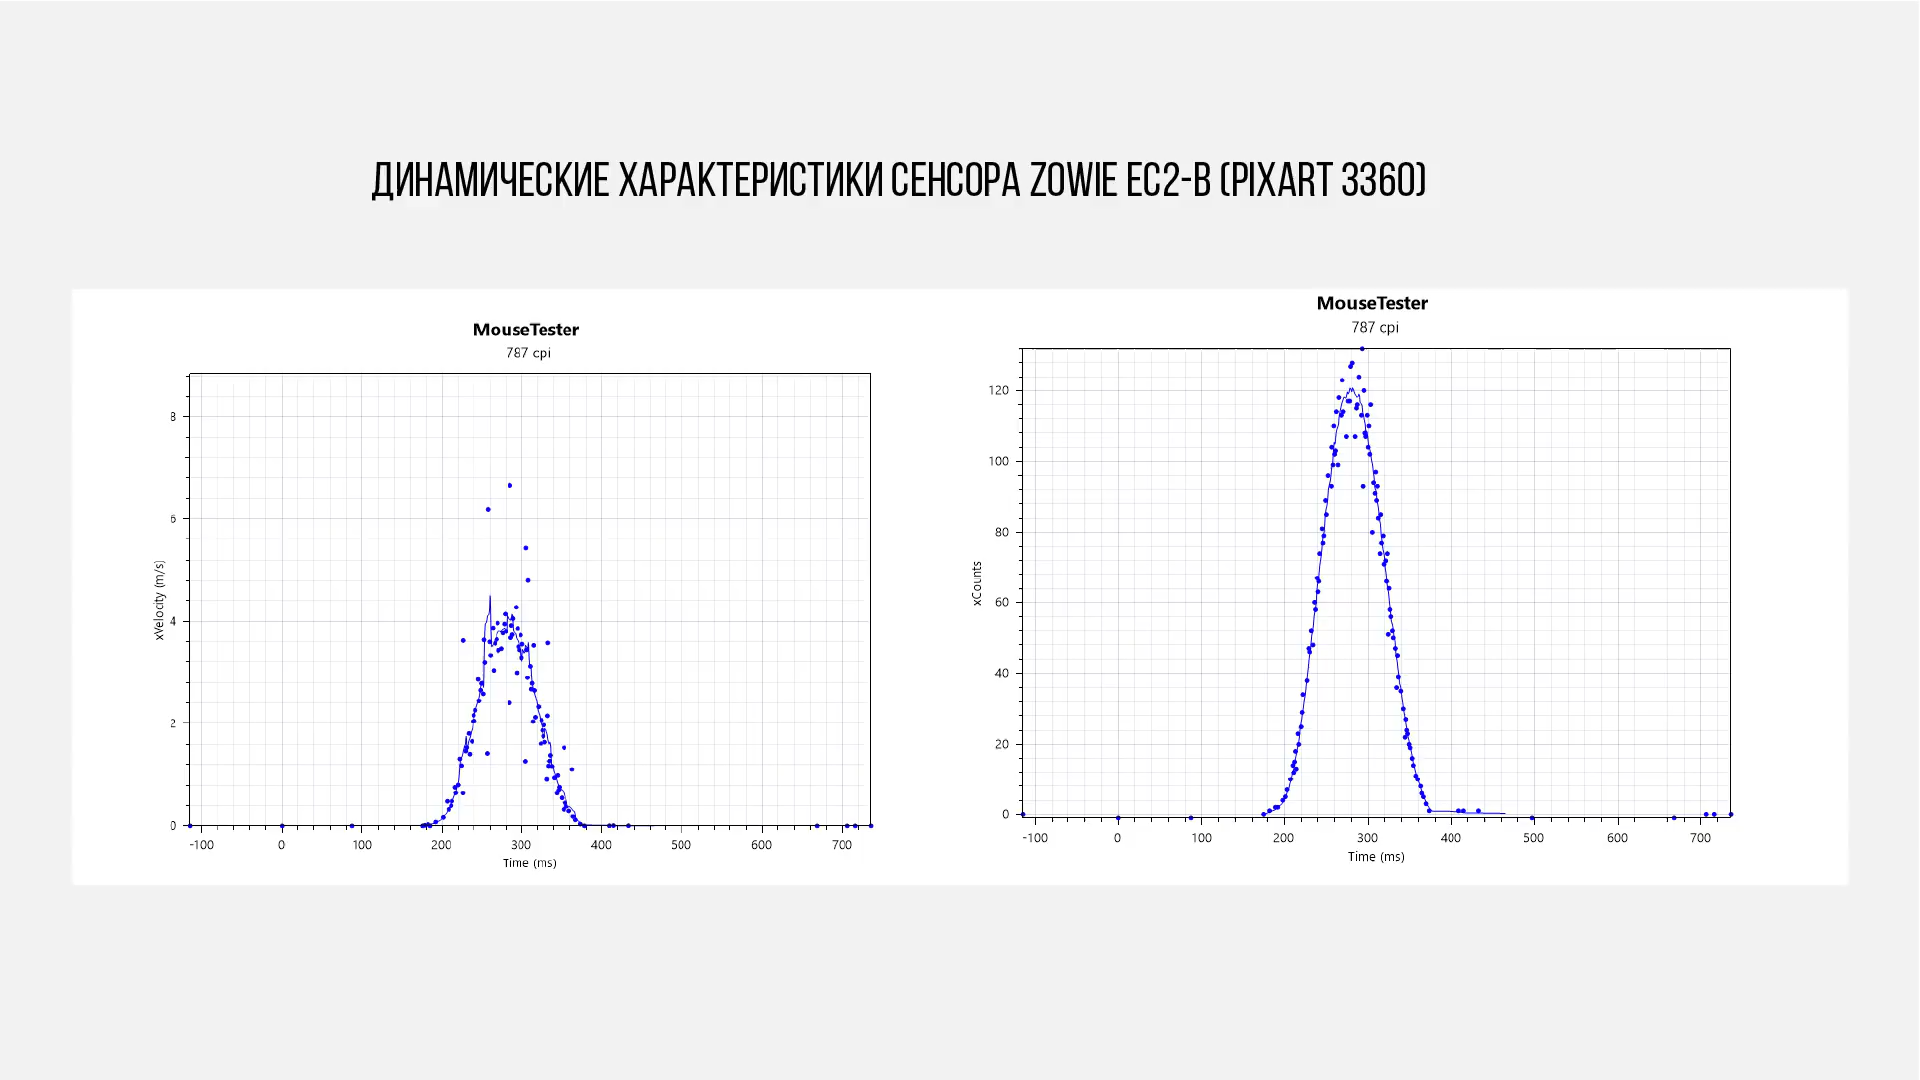 ДИНАМИЧЕСКИЕ ХАРАКТЕРИСТИКИ СЕНСОРА ZOWIE EC2-B (PIXART 3360)
MouseTester
787 cpi
8
6
4
2
0
xVelocity (m/s)
-100 0 100 200 300 400 500 600 700
Time (ms)
MouseTester
787 cpi
120
100
80
60
40
20
0
xCounts
-100 0 100 200 300 400 500 600 700
Time (ms)